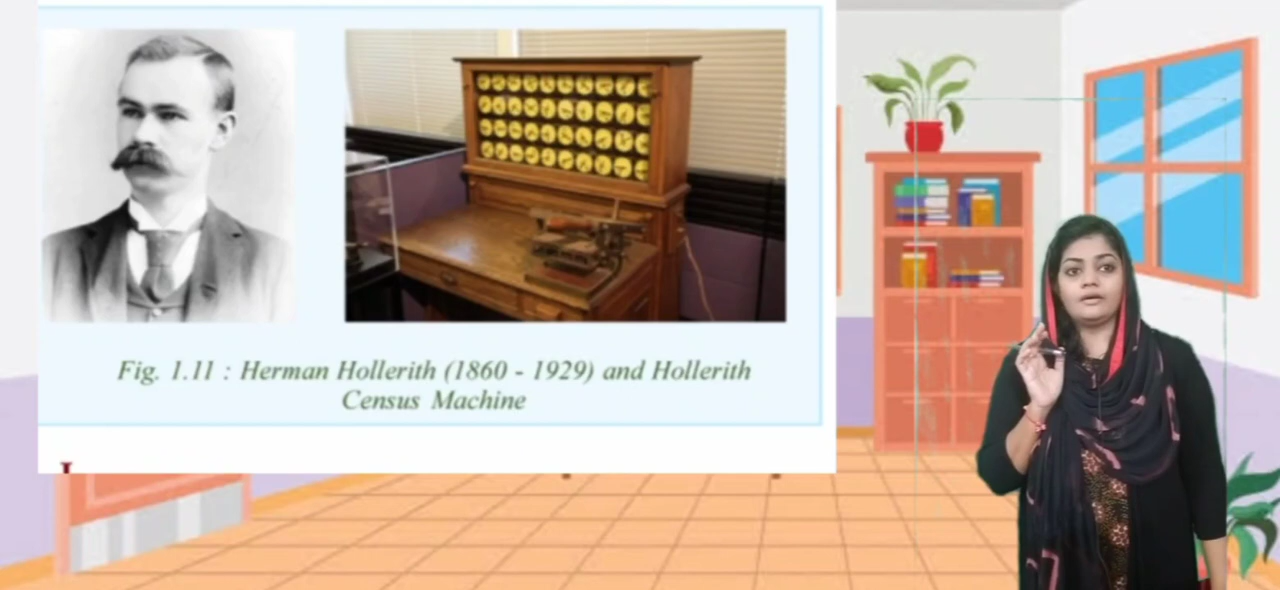 Fig. 1.11 : Herman Hollerith (1860 - 1929) and Hollerith
Census Machine